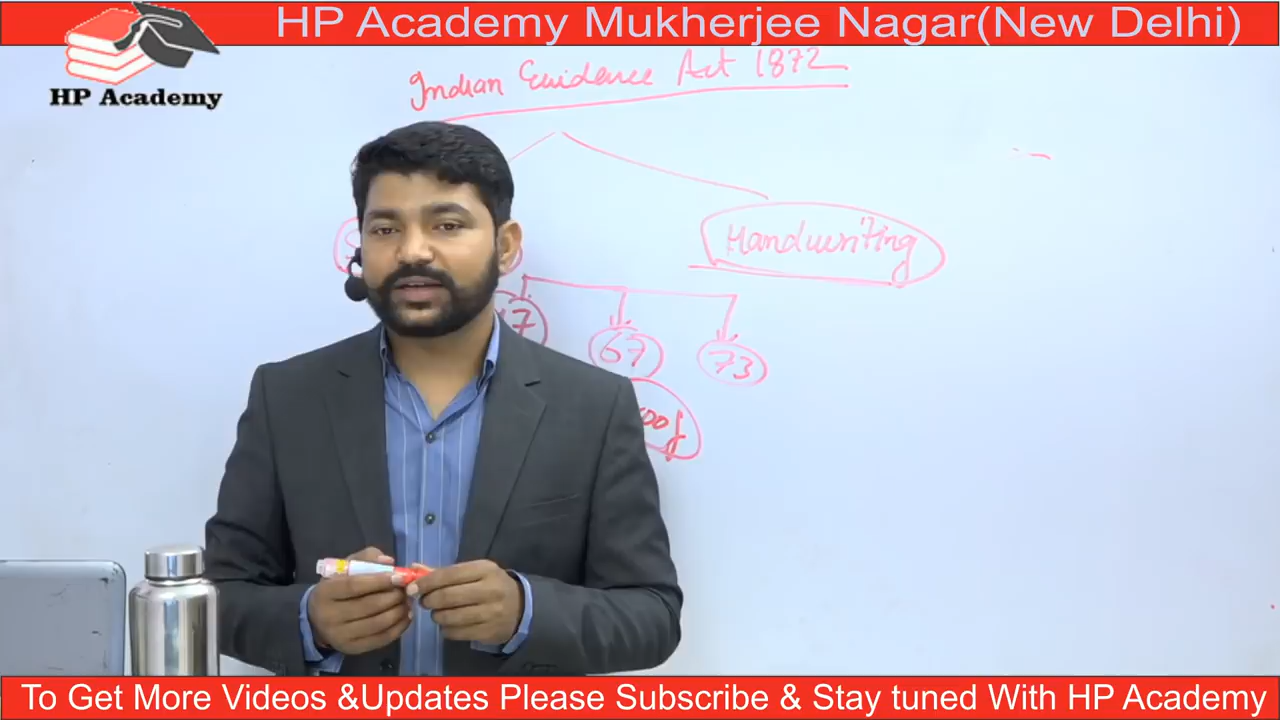 HP Academy Mukherjee Nagar(New Delhi)
HP Academy
Indian Evidence Act 1872
Handwriting
67
73
To Get More Videos &Updates Please Subscribe & Stay tuned With HP Academy